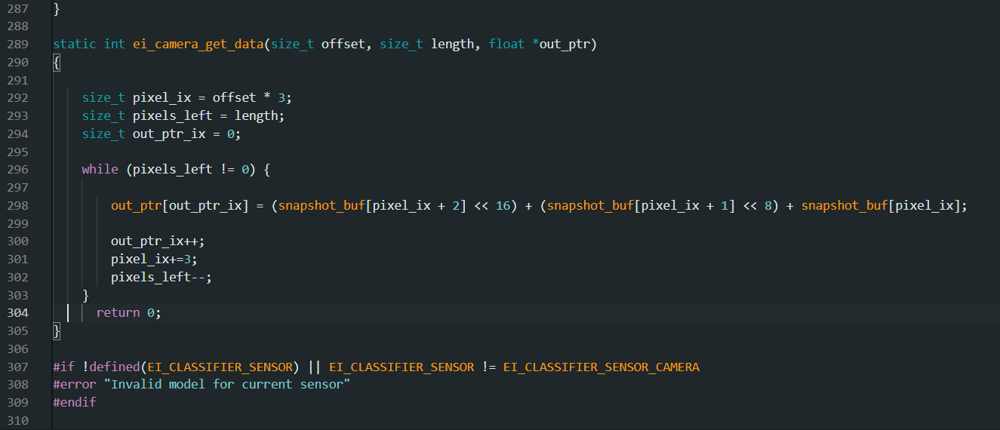 287 }
288
289 static int ei_camera_get_data(size_t offset, size_t length, float *out_ptr)
290 {
291
292     size_t pixel_ix = offset * 3;
293     size_t pixels_left = length;
294     size_t out_ptr_ix = 0;
295
296     while (pixels_left != 0) {
297
298         out_ptr[out_ptr_ix] = (snapshot_buf[pixel_ix + 2] << 16) + (snapshot_buf[pixel_ix + 1] << 8) + snapshot_buf[pixel_ix];
299
300         out_ptr_ix++;
301         pixel_ix+=3;
302         pixels_left--;
303     }
304       return 0;
305 }
306
307 #if !defined(EI_CLASSIFIER_SENSOR) || EI_CLASSIFIER_SENSOR != EI_CLASSIFIER_SENSOR_CAMERA
308 #error "Invalid model for current sensor"
309 #endif
310